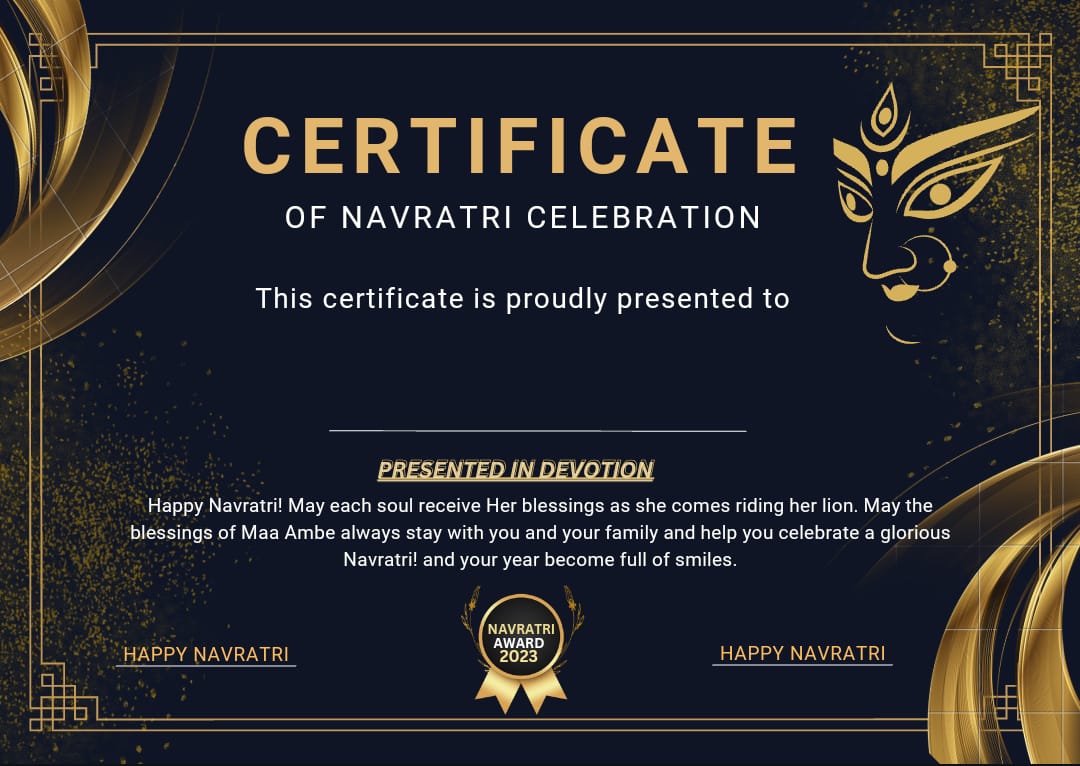 CERTIFICATE
OF NAVRATRI CELEBRATION
This certificate is proudly presented to
PRESENTED IN DEVOTION
Happy Navratri! May each soul receive Her blessings as she comes riding her lion. May the
blessings of Maa Ambe always stay with you and your family and help you celebrate a glorious
Navratri! and your year become full of smiles.
NAVRATRI
AWARD
2023
HAPPY NAVRATRI
HAPPY NAVRATRI